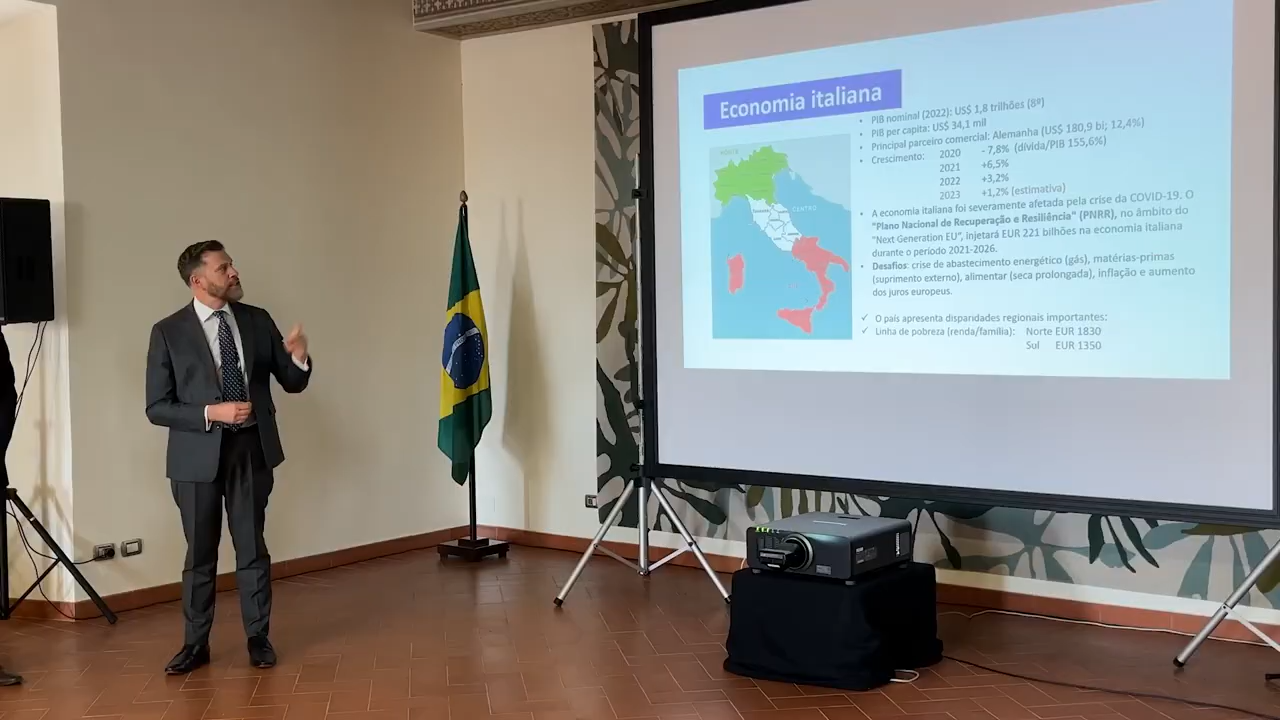 Economia italiana
• PIB nominal (2022): US$ 1,8 trilhões (8º)
• PIB per capita: US$ 34,1 mil
• Principal parceiro comercial: Alemanha (US$ 180,9 bi; 12,4%)
• Crescimento: 2020 - 7,8% (dívida/PIB 155,6%)
2021 +6,5%
2022 +3,2%
2023 +1,2% (estimativa)
• A economia italiana foi severamente afetada pela crise da COVID-19. O
"Plano Nacional de Recuperação e Resiliência" (PNRR), no âmbito do
"Next Generation EU", injetará EUR 221 bilhões na economia italiana
durante o período 2021-2026.
• Desafios: crise de abastecimento energético (gás), matérias-primas
(suprimento externo), alimentar (seca prolongada), inflação e aumento
dos juros europeus.
✓ O país apresenta disparidades regionais importantes:
✓ Linha de pobreza (renda/família): Norte EUR 1830
Sul EUR 1350
CENTRO